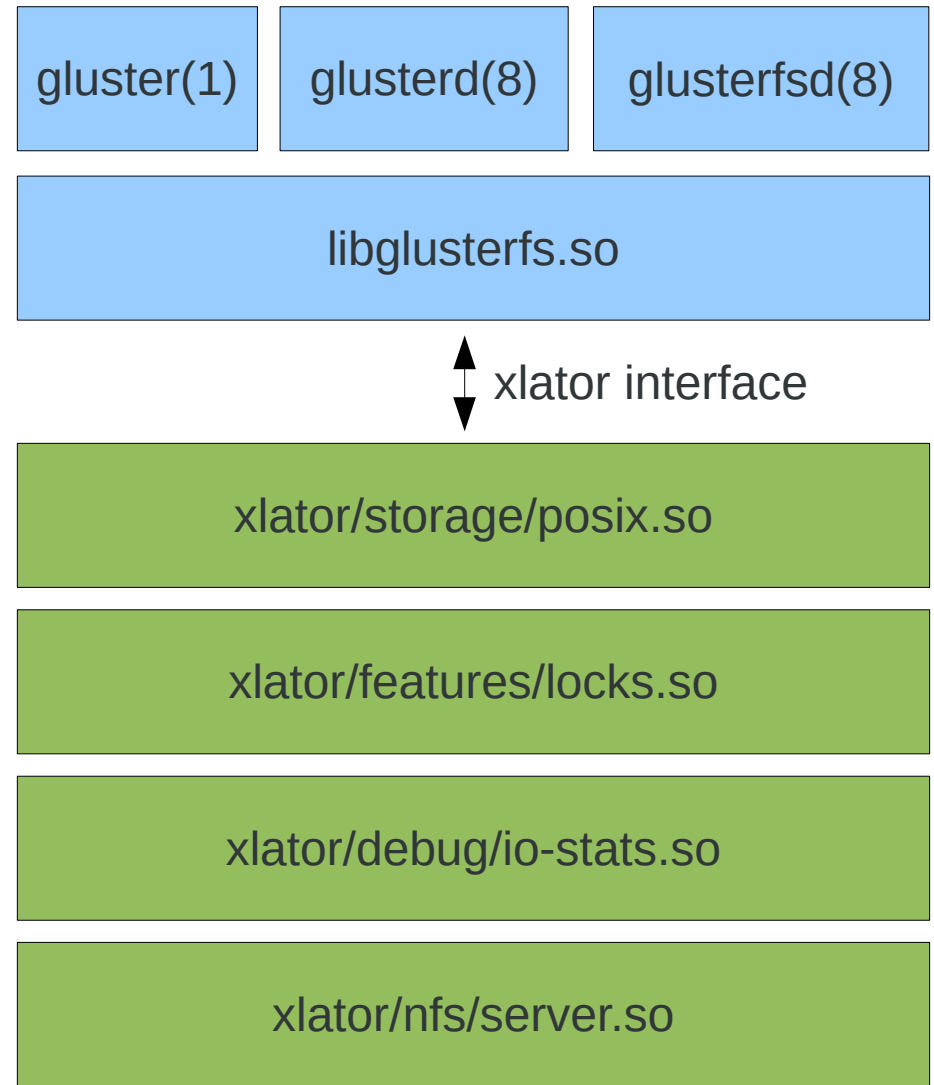 gluster(1) glusterd(8) glusterfsd(8)
libglusterfs.so
xlator interface
xlator/storage/posix.so
xlator/features/locks.so
xlator/debug/io-stats.so
xlator/nfs/server.so